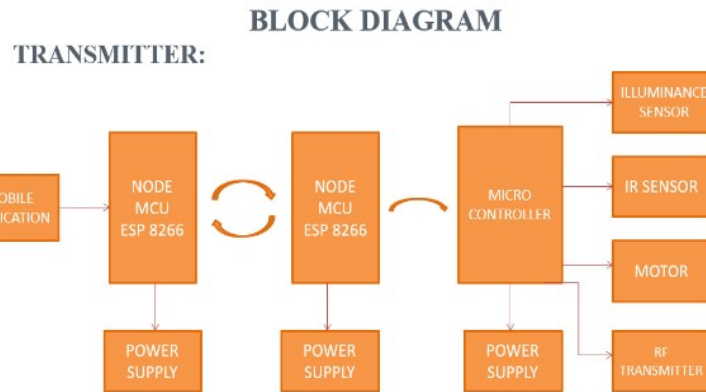 BLOCK DIAGRAM
TRANSMITTER:
ILLUMINANCE
SENSOR
NODE
MCU
ESP 8266
NODE
MCU
ESP 8266
MICRO
CONTROLLER
IR SENSOR
MOTOR
POWER
SUPPLY
POWER
SUPPLY
POWER
SUPPLY
RF
TRANSMITTER